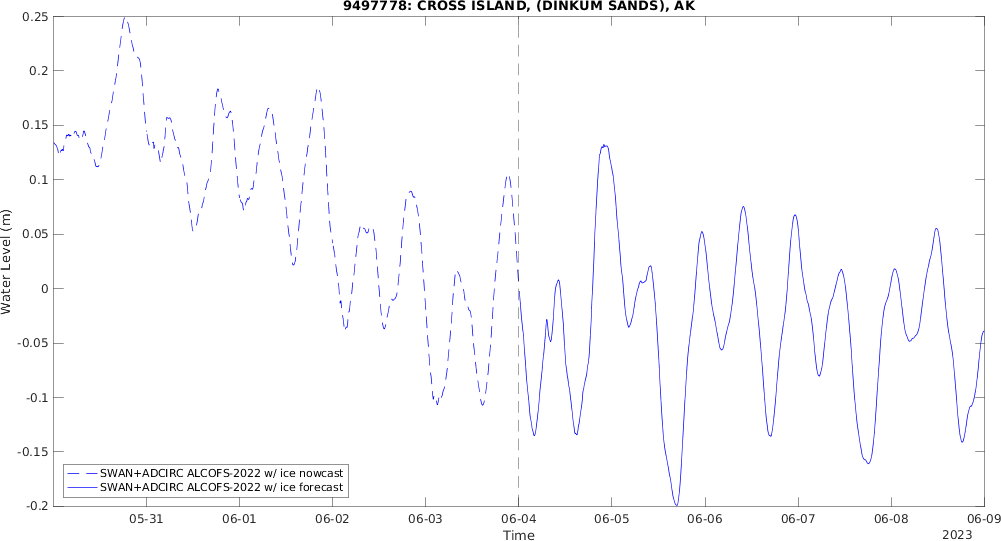 9497778: CROSS ISLAND, (DINKUM SANDS), AK
0.25
0.2
0.15
0.1
0.05
0
-0.05
-0.1
-0.15
-0.2
Water Level (m)
SWAN+ADCIRC ALCOFS-2022 w/ ice nowcast
SWAN+ADCIRC ALCOFS-2022 w/ ice forecast
05-31 06-01 06-02 06-03 06-04 06-05 06-06 06-07 06-08 06-09
Time
2023